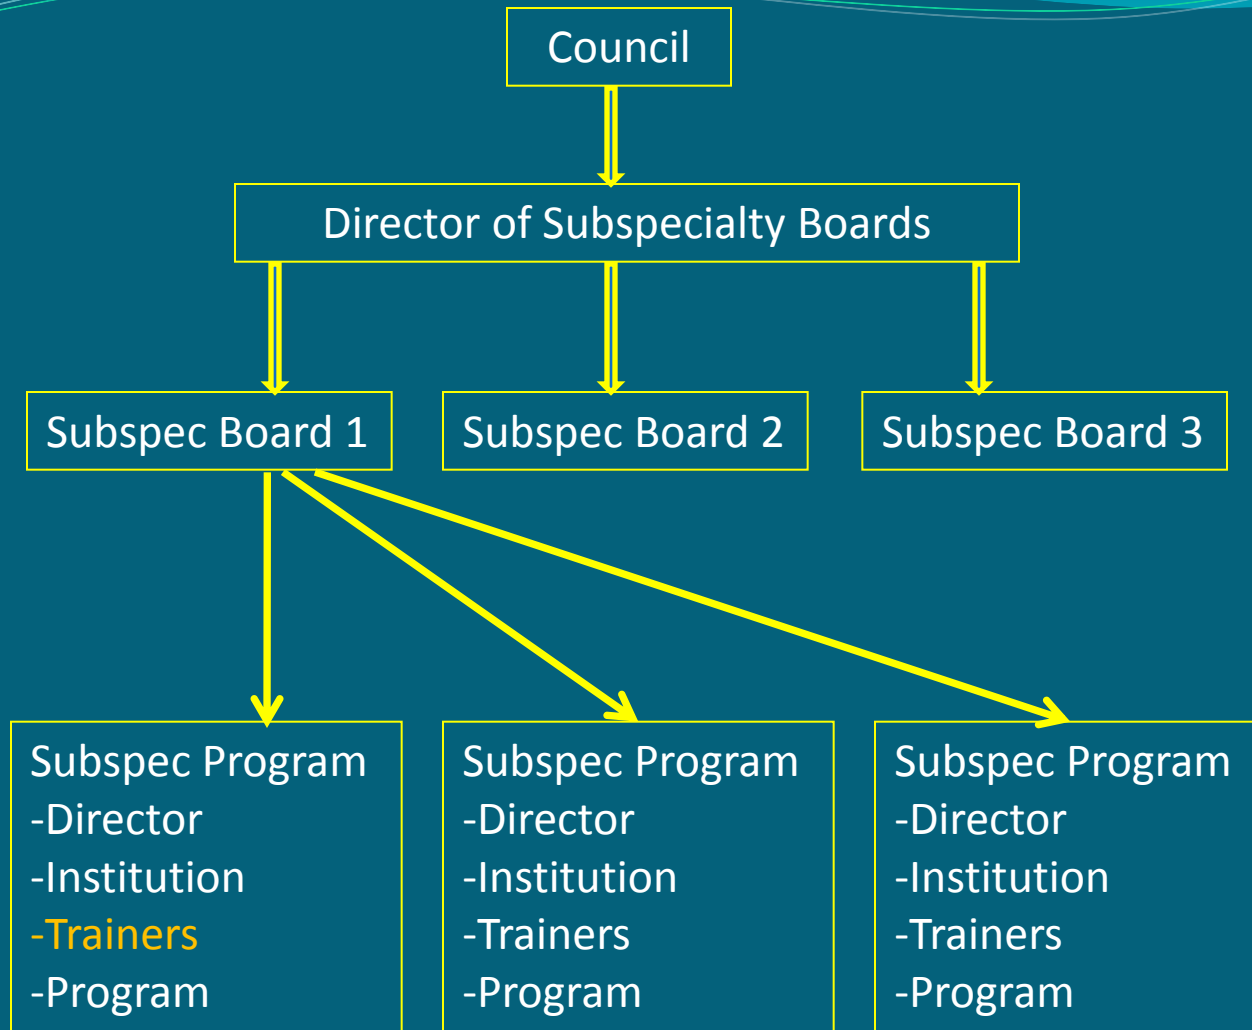 Council
Director of Subspecialty Boards
Subspec Board 1
Subspec Board 2
Subspec Board 3
Subspec Program
-Director
-Institution
-Trainers
-Program
Subspec Program
-Director
-Institution
-Trainers
-Program
Subspec Program
-Director
-Institution
-Trainers
-Program